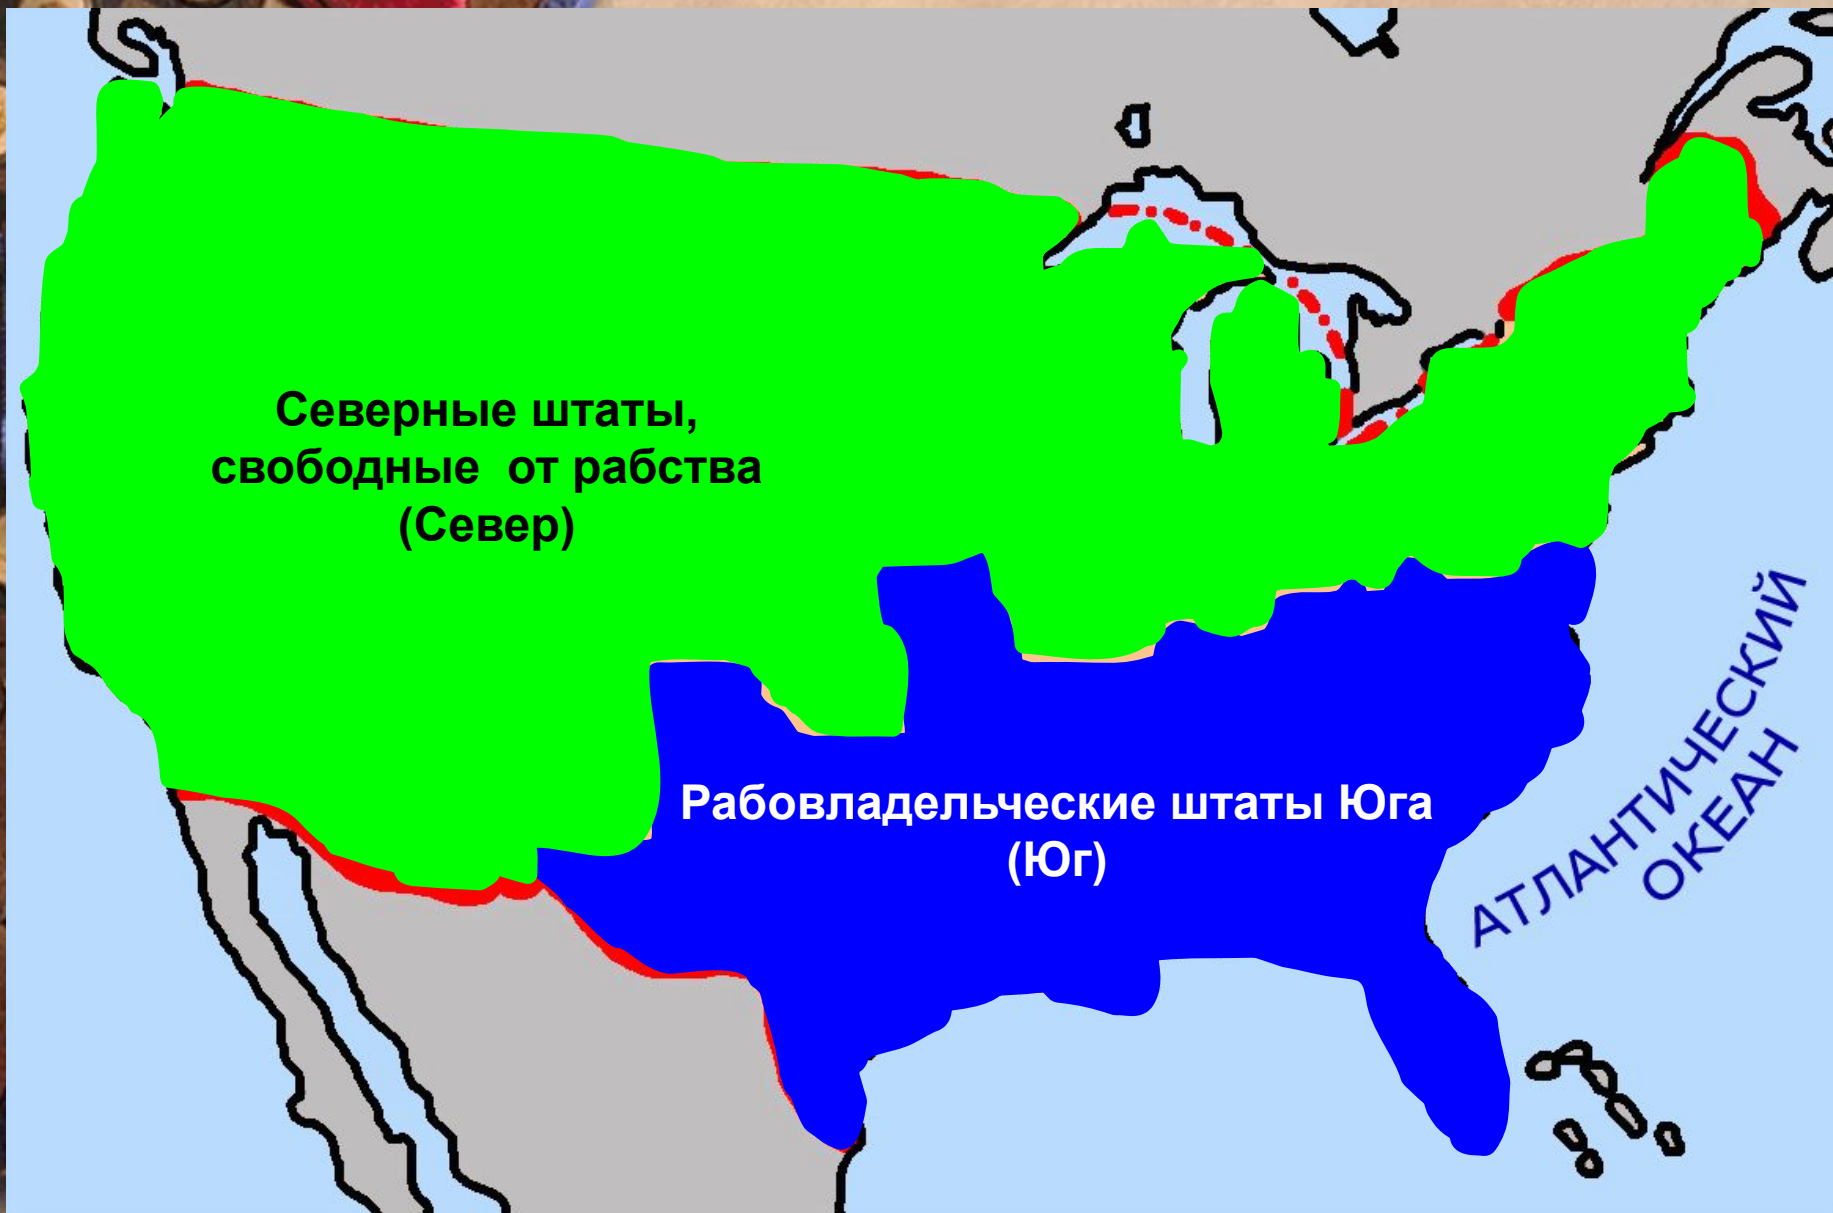 Северные штаты,
свободные от рабства
(Север)
Рабовладельческие штаты Юга
(Юг)
АТЛАНТИЧЕСКИЙ
ОКЕАН